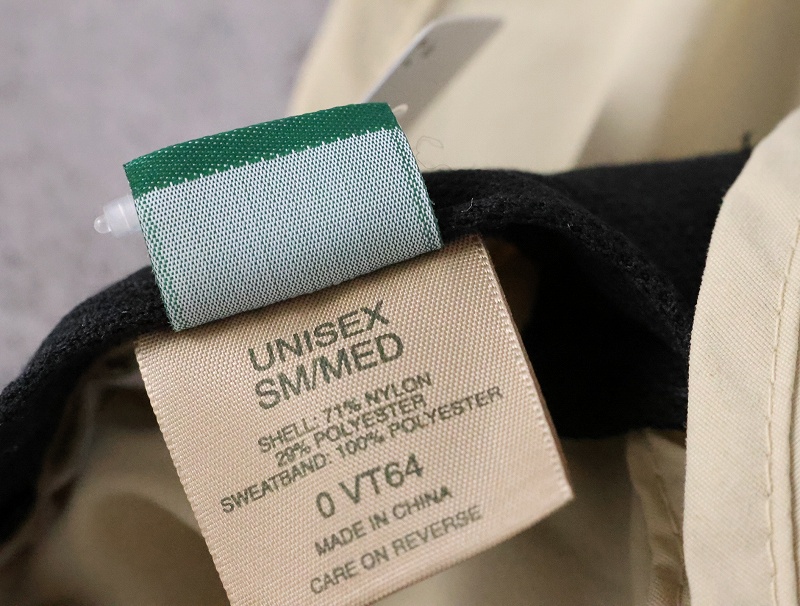 UNISEX
SM/MED
SHELL: 71% NYLON
29% POLYESTER
SWEATBAND: 100% POLYESTER
0 VT64
MADE IN CHINA
CARE ON REVERSE